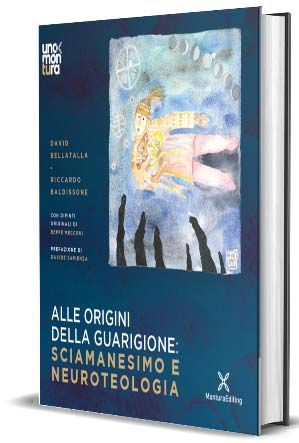 uno<
mon
tura
DAVID
BELLATALLA
•
RICCARDO
BALDISSONE
CON DIPINTI
ORIGINALI DI
BEPPE MECCONI
PREFAZIONE DI
DAVIDE SAPIENZA
ALLE ORIGINI
DELLA GUARIGIONE:
SCIAMANESIMO E
NEUROTEOLOGIA
MonturaEditing